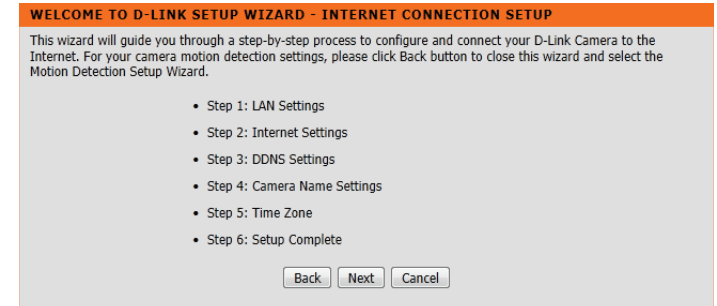 WELCOME TO D-LINK SETUP WIZARD - INTERNET CONNECTION SETUP
This wizard will guide you through a step-by-step process to configure and connect your D-Link Camera to the
Internet. For your camera motion detection settings, please click Back button to close this wizard and select the
Motion Detection Setup Wizard.
• Step 1: LAN Settings
• Step 2: Internet Settings
• Step 3: DDNS Settings
• Step 4: Camera Name Settings
• Step 5: Time Zone
• Step 6: Setup Complete
Back Next Cancel